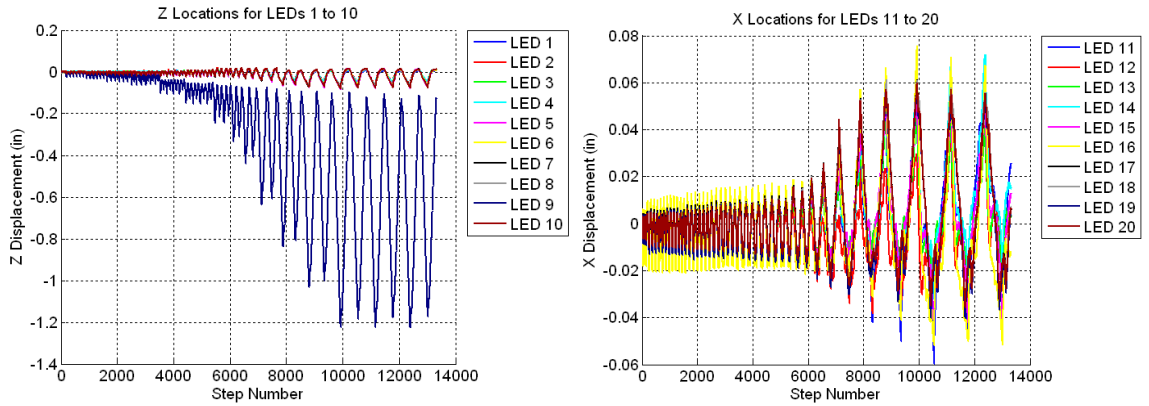 Z Locations for LEDs 1 to 10
0.2
0
-0.2
-0.4
-0.6
-0.8
-1
-1.2
-1.4
Z Displacement (in)
0 2000 4000 6000 8000 10000 12000 14000
Step Number
LED 1
LED 2
LED 3
LED 4
LED 5
LED 6
LED 7
LED 8
LED 9
LED 10
X Locations for LEDs 11 to 20
0.08
0.06
0.04
0.02
0
-0.02
-0.04
-0.06
X Displacement (in)
0 2000 4000 6000 8000 10000 12000 14000
Step Number
LED 11
LED 12
LED 13
LED 14
LED 15
LED 16
LED 17
LED 18
LED 19
LED 20